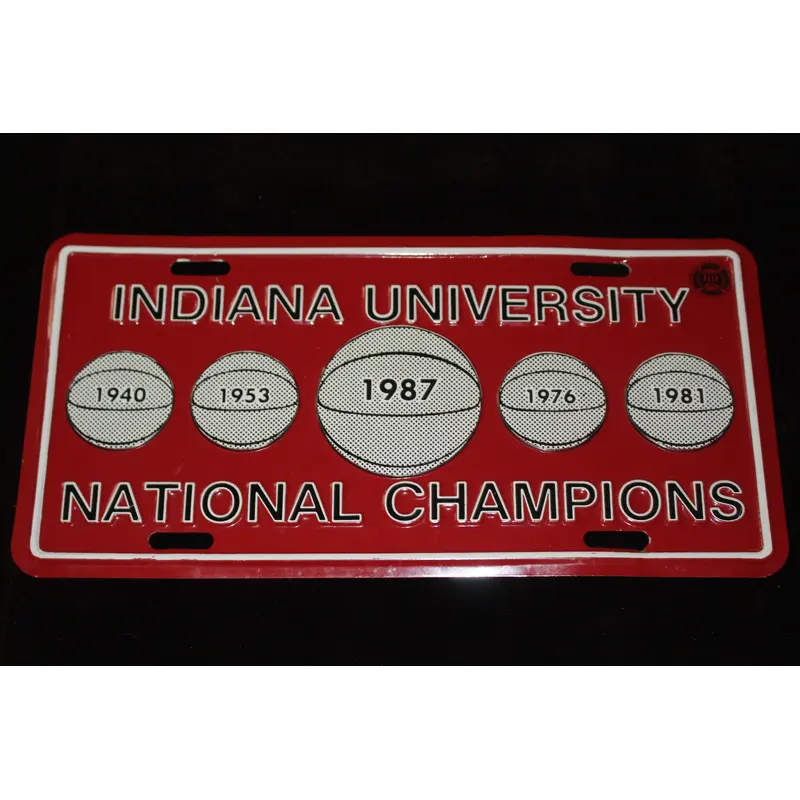 INDIANA UNIVERSITY
1940 1953 1987 1976 1981
NATIONAL CHAMPIONS